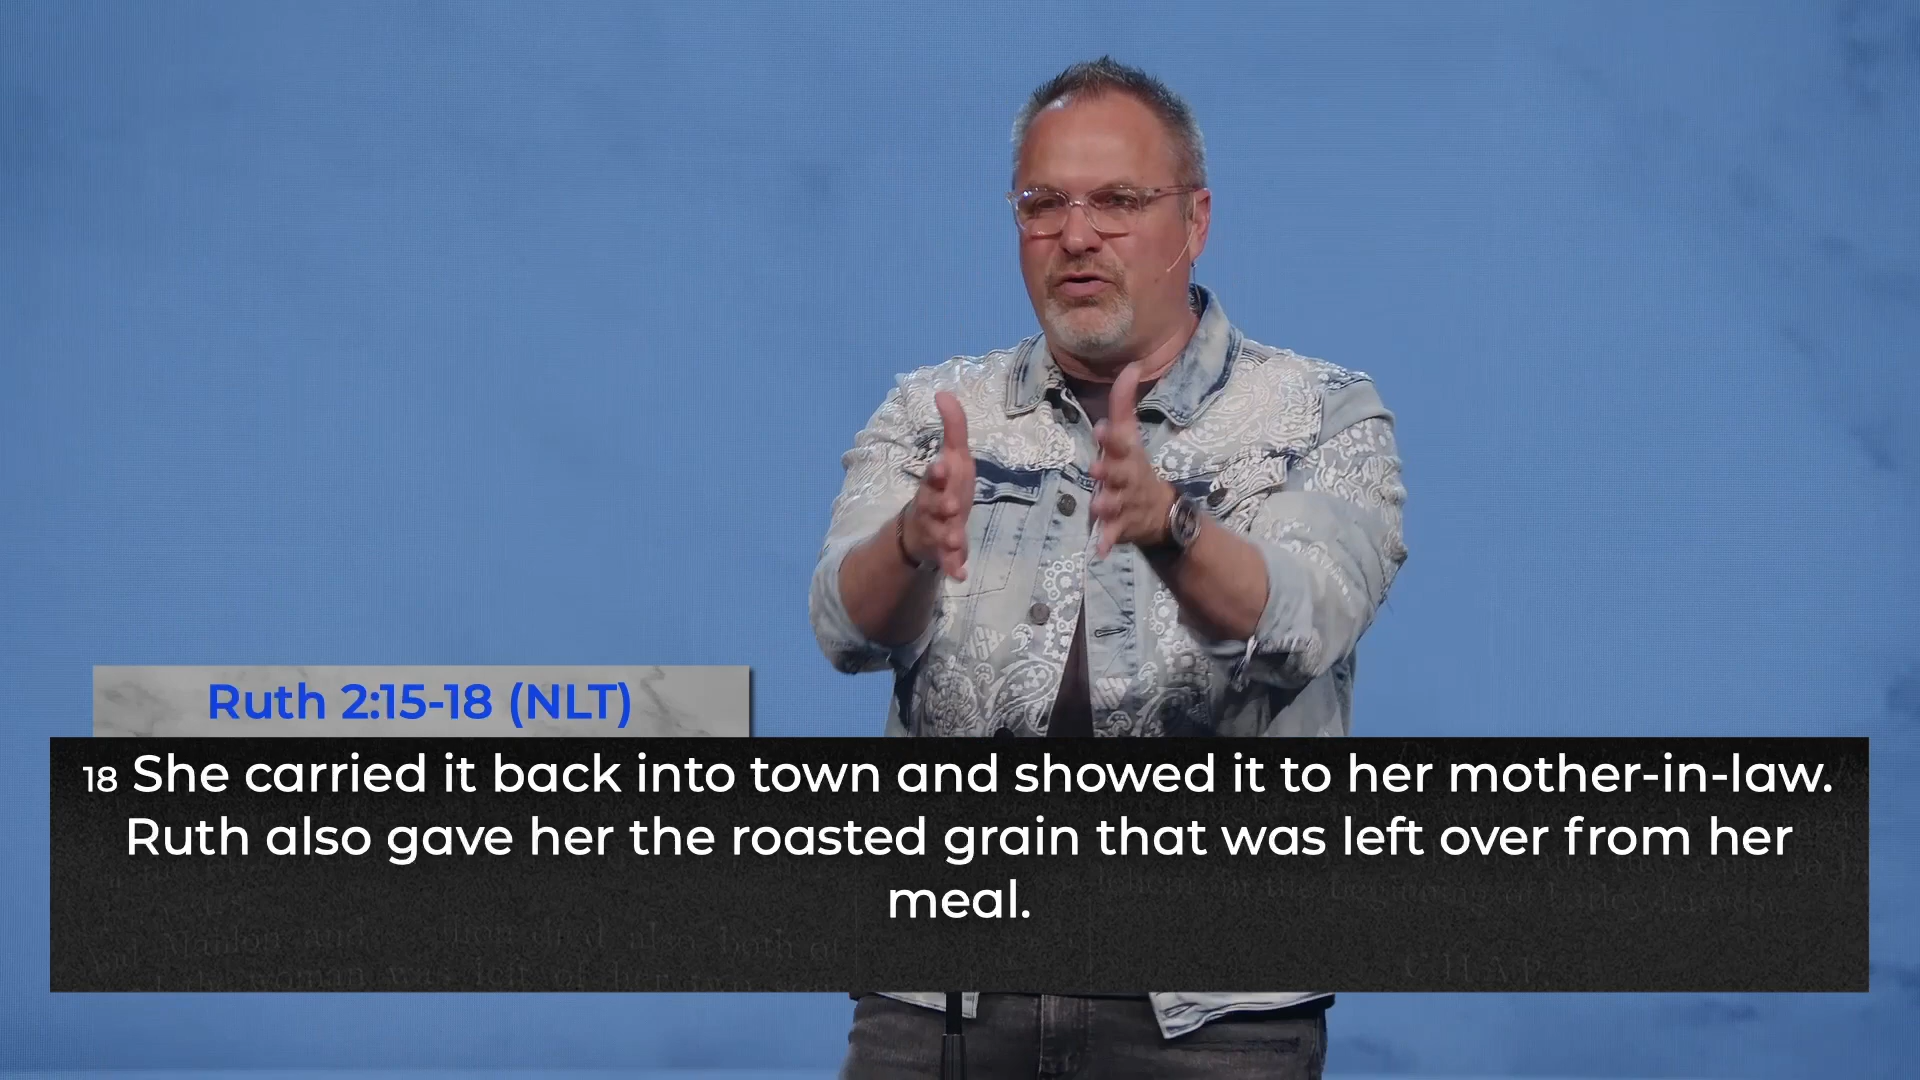 Ruth 2:15-18 (NLT)
18 She carried it back into town and showed it to her mother-in-law.
Ruth also gave her the roasted grain that was left over from her
meal.